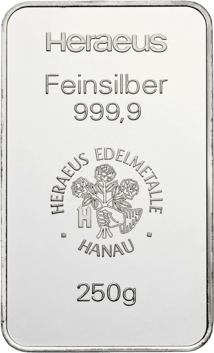 Heraeus
Feinsilber
999,9
HERAEUS EDELMETALLE
H W
· HANAU ·
250g